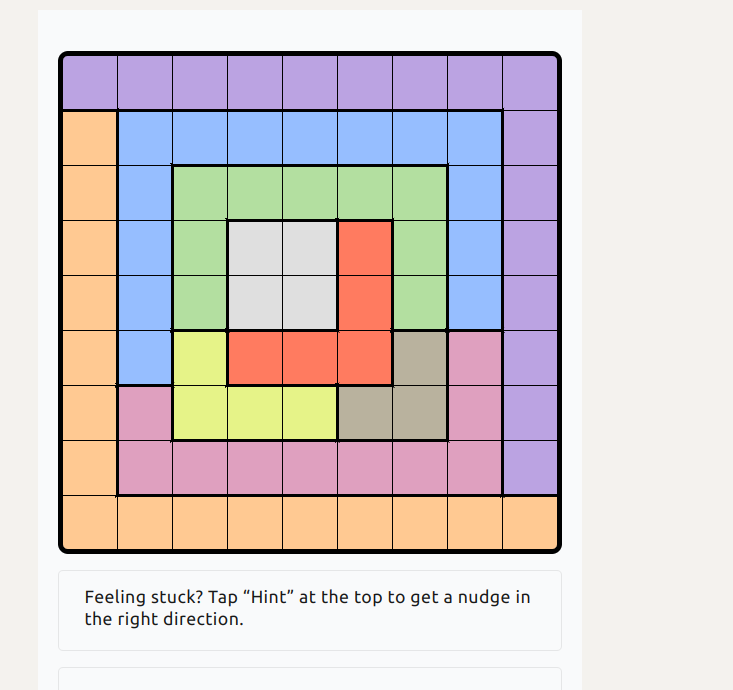 Feeling stuck? Tap “Hint” at the top to get a nudge in
the right direction.